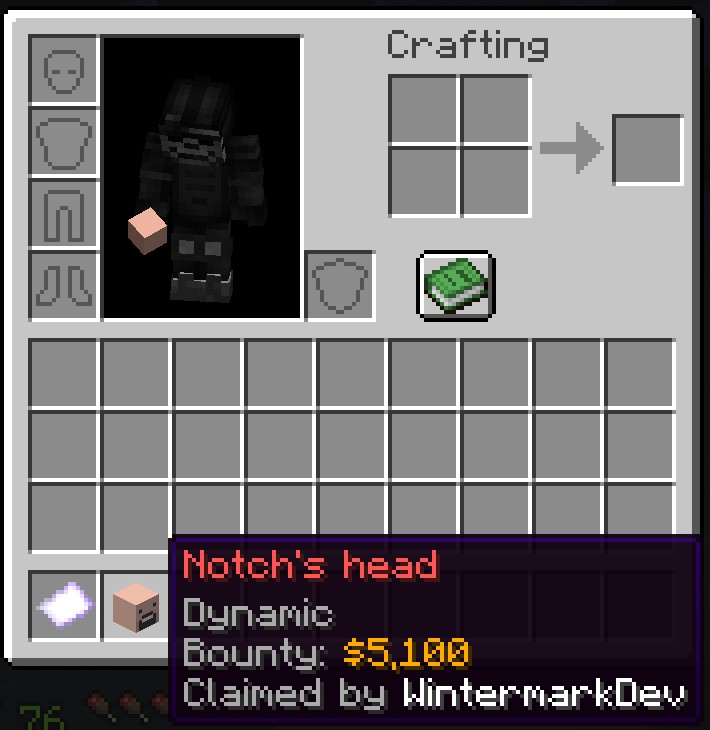 Crafting
Notch's head
Dynamic
Bounty: $5,100
Claimed by WintermarkDev
76